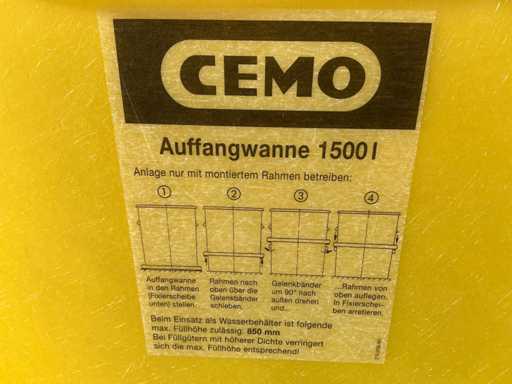 CEMO
Auffangwanne 1500 l
Anlage nur mit montiertem Rahmen betreiben:
1 2 3 4
Auffangwanne
in den Rahmen
(Fixierscheibe
unten) stellen.
Rahmen nach
oben über die
Gelenkbänder
schieben.
Gelenkbänder
um 90° nach
außen drehen
und...
...Rahmen von
oben auflegen.
In Fixierschei-
ben arretieren.
Beim Einsatz als Wasserbehälter ist folgende
max. Füllhöhe zulässig: 850 mm
Bei Füllgütern mit höherer Dichte verringert
sich die max. Füllhöhe entsprechend!